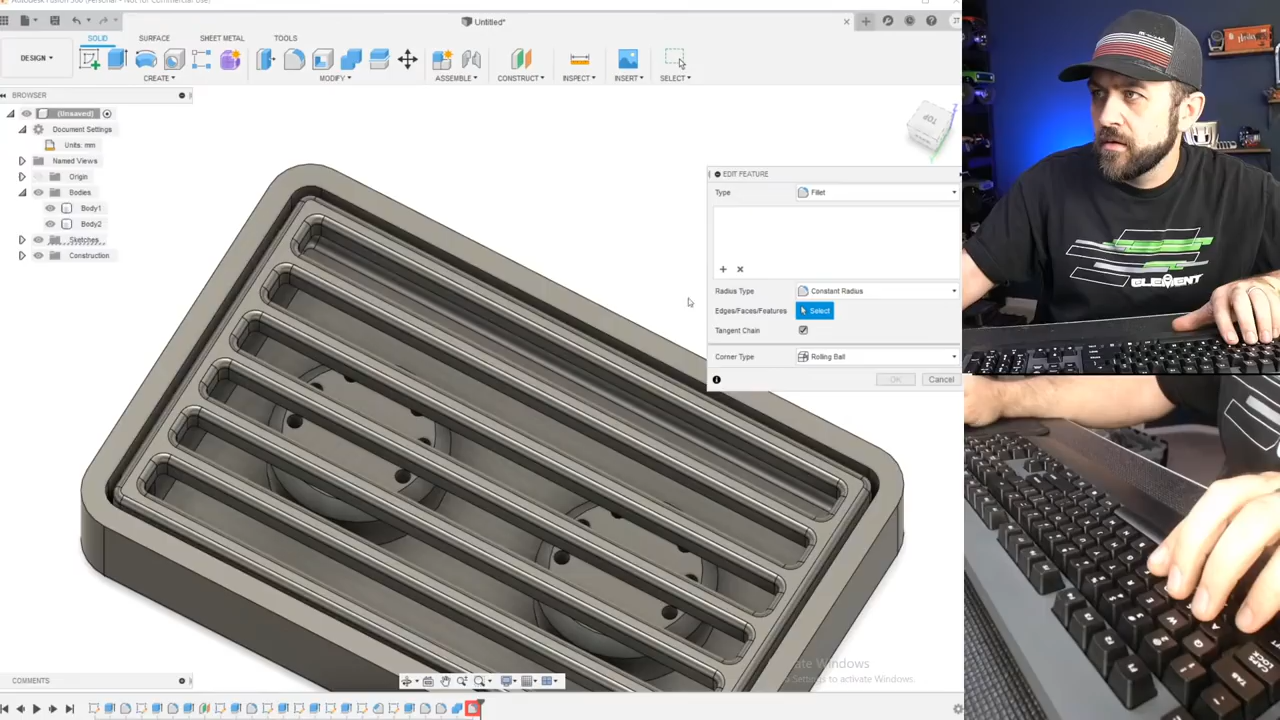 Autodesk Fusion 360 (Personal - Not for Commercial Use)
Untitled*
SOLID SURFACE SHEET METAL TOOLS
DESIGN
CREATE MODIFY ASSEMBLE CONSTRUCT INSPECT INSERT SELECT
BROWSER
(Unsaved)
Document Settings
Units: mm
Named Views
Origin
Bodies
Body1
Body2
Sketches
Construction
TOP
EDIT FEATURE
Type Fillet
Radius Type Constant Radius
Edges/Faces/Features Select
Tangent Chain
Corner Type Rolling Ball
OK Cancel
ELEMENT
ate Windows
Settings to activate Windows.
COMMENTS